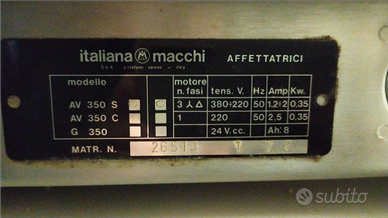 italiana macchi AFFETTATRICI
S.p.A.
modello motore n. fasi tens. V. Hz Amp. Kw.
AV 350 S 3 380÷220 50 1,2÷2 0,35
AV 350 C 1 220 50 2,5 0,35
G 350 24 V.cc. Ah: 8
MATR. N. 26513
subito